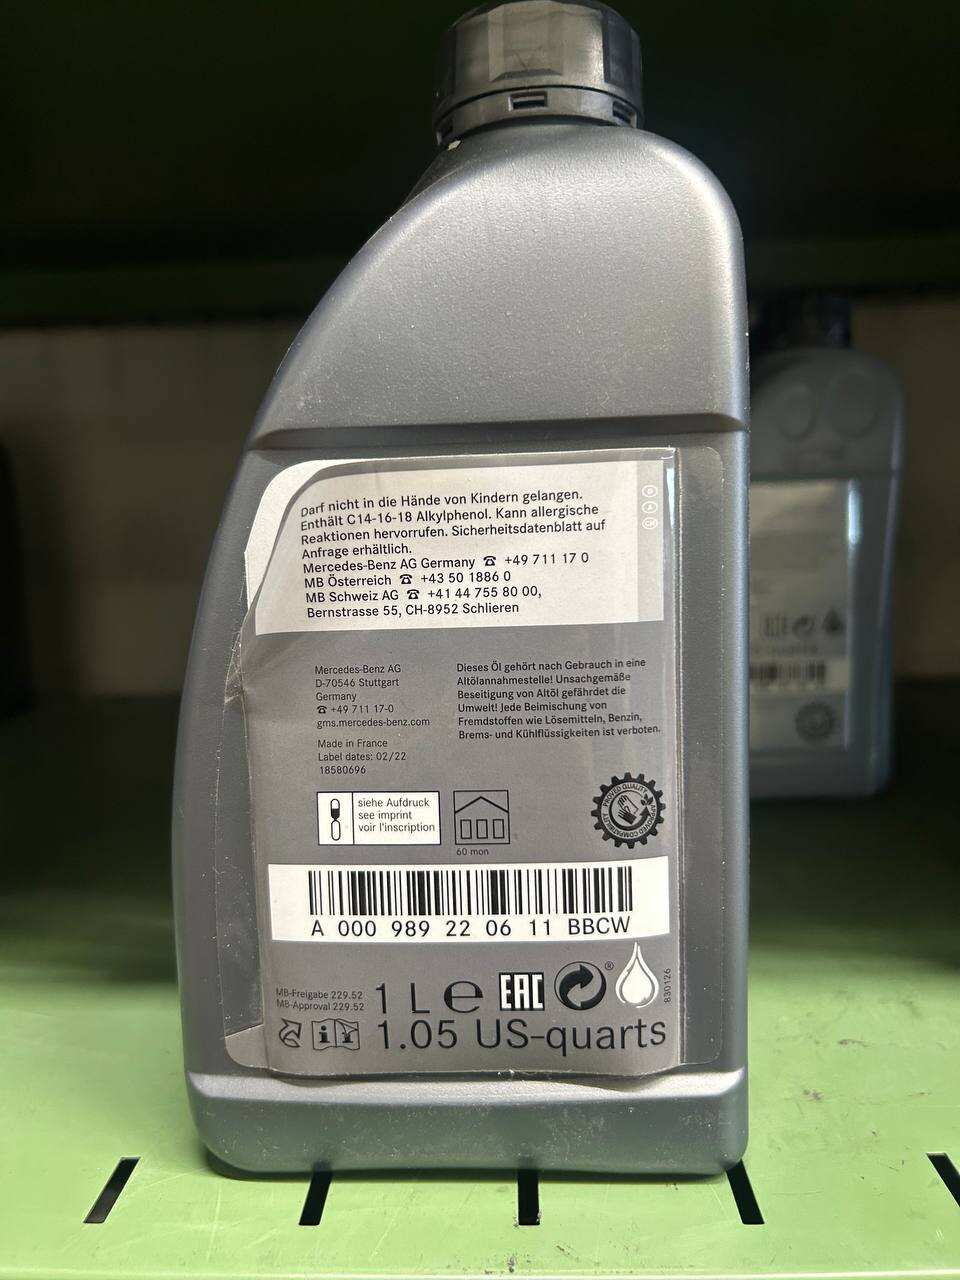 Darf nicht in die Hände von Kindern gelangen.
Enthält C14-16-18 Alkylphenol. Kann allergische
Reaktionen hervorrufen. Sicherheitsdatenblatt auf
Anfrage erhältlich.
Mercedes-Benz AG Germany ☎ +49 711 17 0
MB Österreich ☎ +43 50 1886 0
MB Schweiz AG ☎ +41 44 755 80 00,
Bernstrasse 55, CH-8952 Schlieren
D
A
CH
Mercedes-Benz AG
D-70546 Stuttgart
Germany
☎ +49 711 17-0
gms.mercedes-benz.com
Made in France
Label dates: 02/22
18580696
Dieses Öl gehört nach Gebrauch in eine
Altölannahmestelle! Unsachgemäße
Beseitigung von Altöl gefährdet die
Umwelt! Jede Beimischung von
Fremdstoffen wie Lösemitteln, Benzin,
Brems- und Kühlflüssigkeiten ist verboten.
siehe Aufdruck
see imprint
voir l'inscription
60 mon
PROVED QUALITY
APPROVED COMPATIBILITY
A 000 989 22 06 11 BBCW
MB-Freigabe 229.52
MB-Approval 229.52
1 L e
EAC
®
830126
1.05 US-quarts